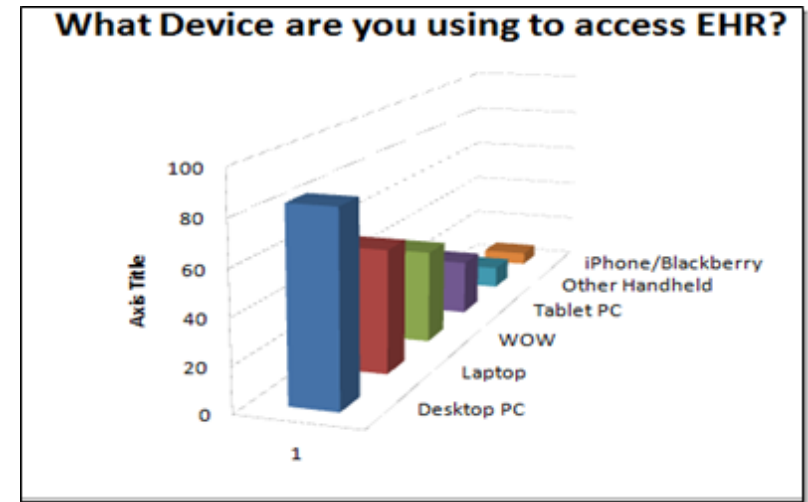 What Device are you using to access EHR?
100
80
60
40
20
0
Axis Title
1
iPhone/Blackberry
Other Handheld
Tablet PC
WOW
Laptop
Desktop PC